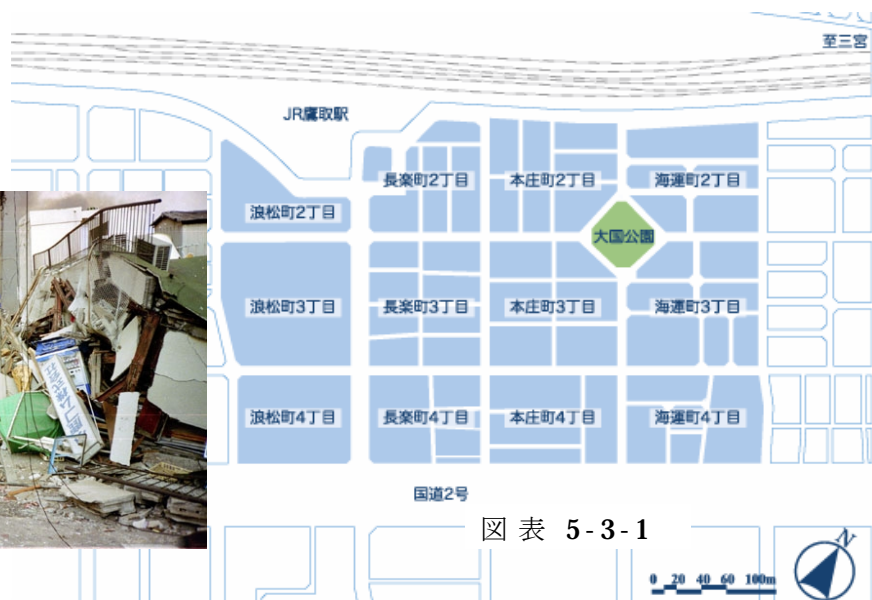 至三宮
JR鷹取駅
長楽町2丁目
本庄町2丁目
海運町2丁目
浪松町2丁目
大国公園
浪松町3丁目
長楽町3丁目
本庄町3丁目
海運町3丁目
浪松町4丁目
長楽町4丁目
本庄町4丁目
海運町4丁目
国道2号
図表 5-3-1
N
0 20 40 60 100m